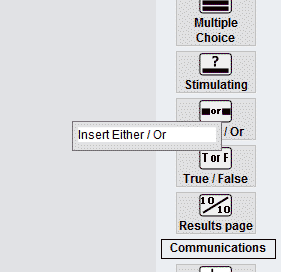 Multiple
Choice
?
Stimulating
or
Insert Either / Or
/ Or
T or F
True / False
10/10
Results page
Communications